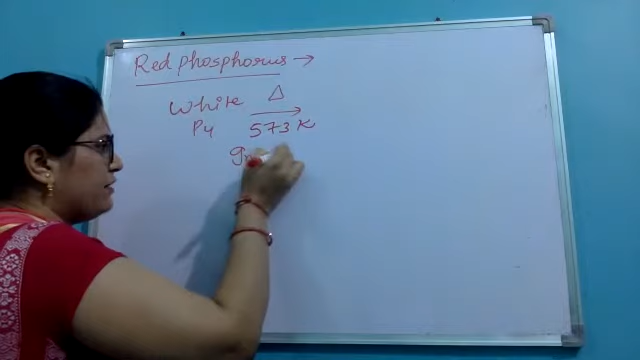 Red phosphorus →
White Δ →
P4 573 K